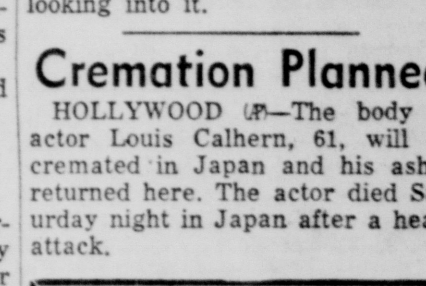 looking into it.
s
Cremation Planne
d
HOLLYWOOD (AP)—The body
actor Louis Calhern, 61, will
cremated in Japan and his ash
returned here. The actor died S
urday night in Japan after a hea
attack.
y
r